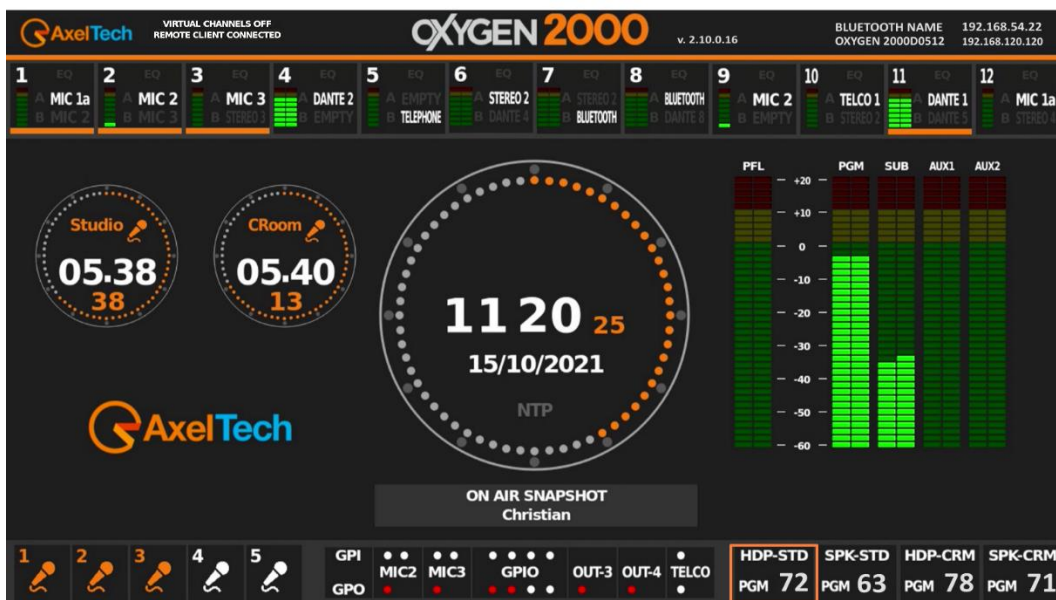 AxelTech
VIRTUAL CHANNELS OFF
REMOTE CLIENT CONNECTED
OXYGEN 2000
v. 2.10.0.16
BLUETOOTH NAME 192.168.54.22
OXYGEN 2000D0512 192.168.120.120
1 EQ
A MIC 1a
B MIC 2
2 EQ
A MIC 2
B MIC 3
3 EQ
A MIC 3
B STEREO 3
4 EQ
A DANTE 2
B EMPTY
5 EQ
A EMPTY
B TELEPHONE
6 EQ
A STEREO 2
B DANTE 4
7 EQ
A STEREO 2
B BLUETOOTH
8 EQ
A BLUETOOTH
B DANTE 8
9 EQ
A MIC 2
B EMPTY
10 EQ
A TELCO 1
B STEREO 2
11 EQ
A DANTE 1
B DANTE 5
12 EQ
A MIC 1a
B STEREO 4
Studio
05.38
38
CRoom
05.40
13
11 20 25
15/10/2021
NTP
AxelTech
ON AIR SNAPSHOT
Christian
PFL PGM SUB AUX1 AUX2
+20
+10
0
-10
-20
-30
-40
-50
-60
1 2 3 4 5
GPI
MIC2 MIC3 GPIO OUT-3 OUT-4 TELCO
GPO
HDP-STD SPK-STD HDP-CRM SPK-CRM
PGM 72 PGM 63 PGM 78 PGM 71